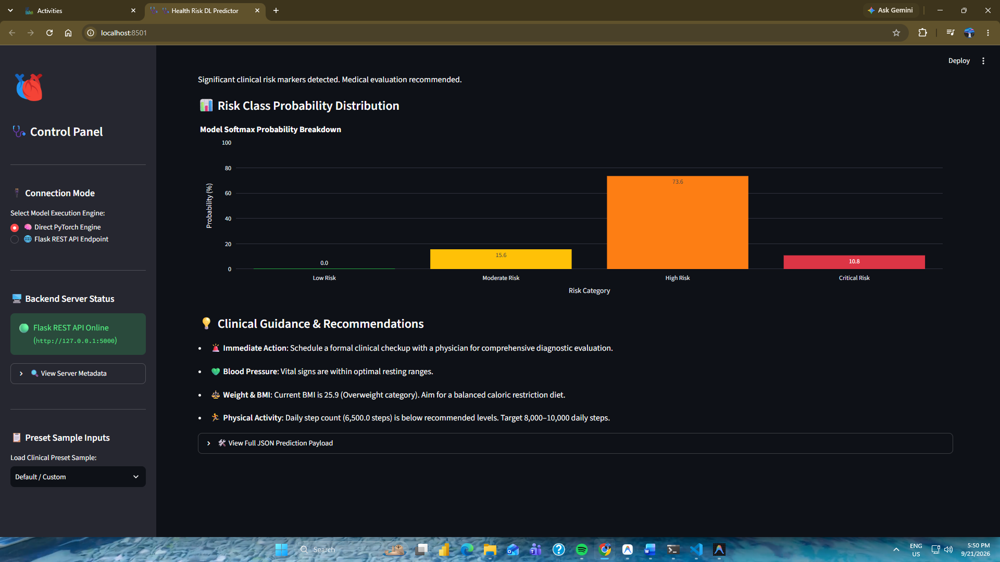 Activities
Health Risk DL Predictor
Ask Gemini
localhost:8501
Deploy
Control Panel
Connection Mode
Select Model Execution Engine:
Direct PyTorch Engine
Flask REST API Endpoint
Backend Server Status
Flask REST API Online
(http://127.0.0.1:5000)
View Server Metadata
Preset Sample Inputs
Load Clinical Preset Sample:
Default / Custom
Significant clinical risk markers detected. Medical evaluation recommended.
Risk Class Probability Distribution
Model Softmax Probability Breakdown
Probability (%)
100
80
60
40
20
0
0.0
15.6
73.6
10.8
Low Risk
Moderate Risk
High Risk
Critical Risk
Risk Category
Clinical Guidance & Recommendations
Immediate Action: Schedule a formal clinical checkup with a physician for comprehensive diagnostic evaluation.
Blood Pressure: Vital signs are within optimal resting ranges.
Weight & BMI: Current BMI is 25.9 (Overweight category). Aim for a balanced caloric restriction diet.
Physical Activity: Daily step count (6,500.0 steps) is below recommended levels. Target 8,000–10,000 daily steps.
View Full JSON Prediction Payload
Search
ENG
US
5:50 PM
9/21/2026